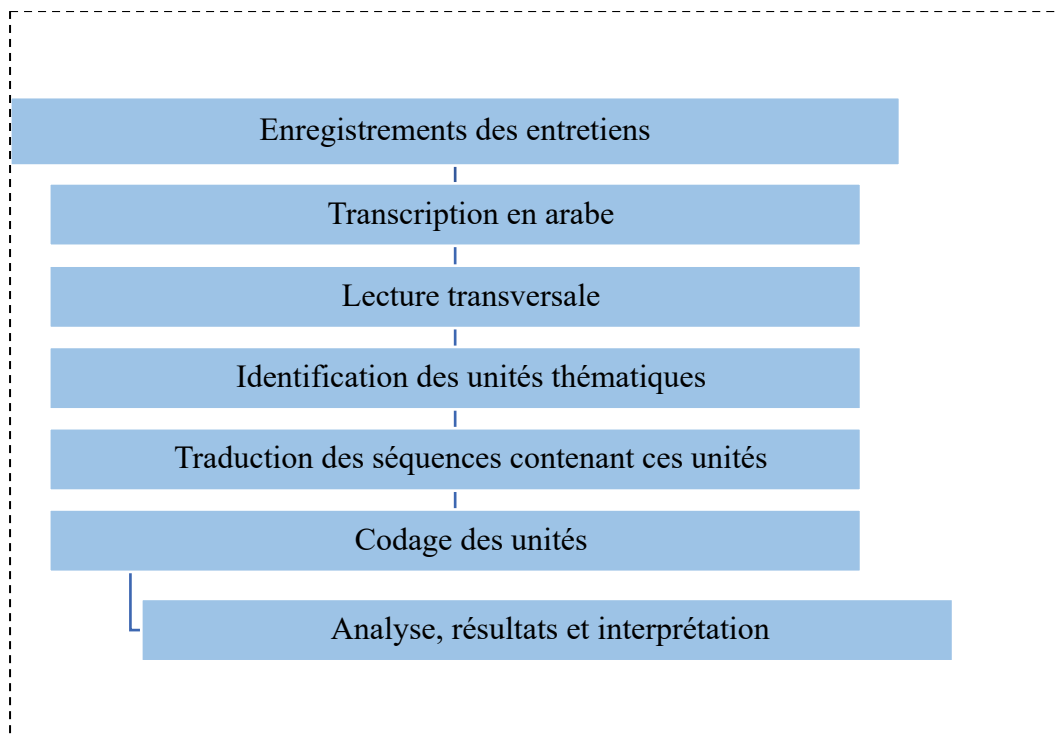 Enregistrements des entretiens
Transcription en arabe
Lecture transversale
Identification des unités thématiques
Traduction des séquences contenant ces unités
Codage des unités
Analyse, résultats et interprétation